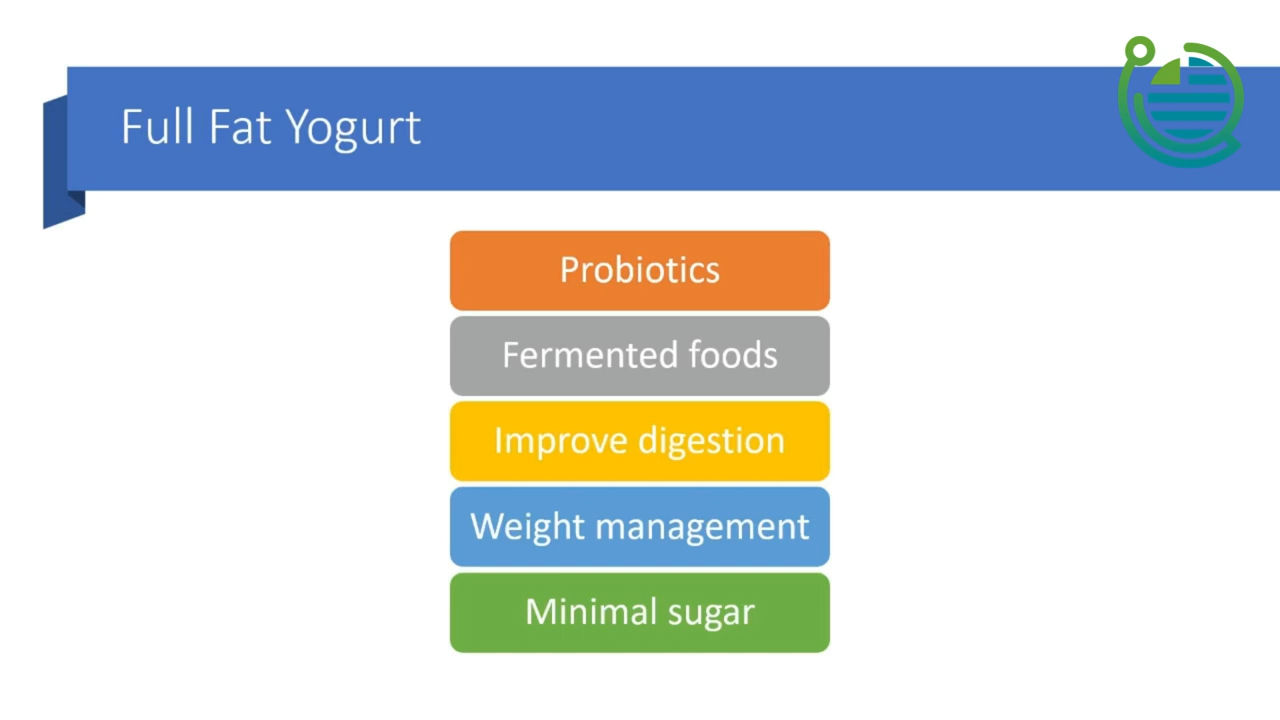 Full Fat Yogurt
Probiotics
Fermented foods
Improve digestion
Weight management
Minimal sugar